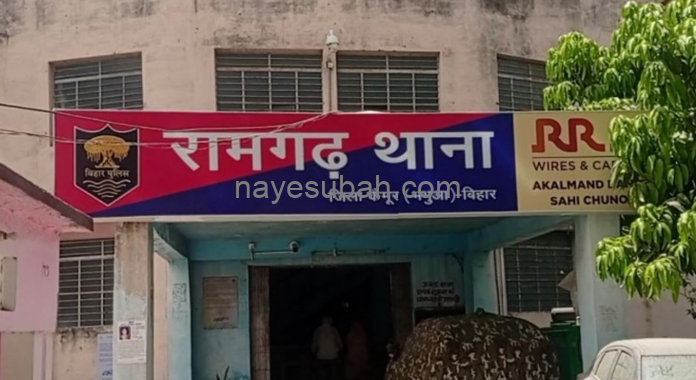 रामगढ़ थाना
जिला-कैमूर (भभुआ)-बिहार
बिहार पुलिस
RR
WIRES & CA
AKALMAND
SAHI CHUNO
nayesubah.com